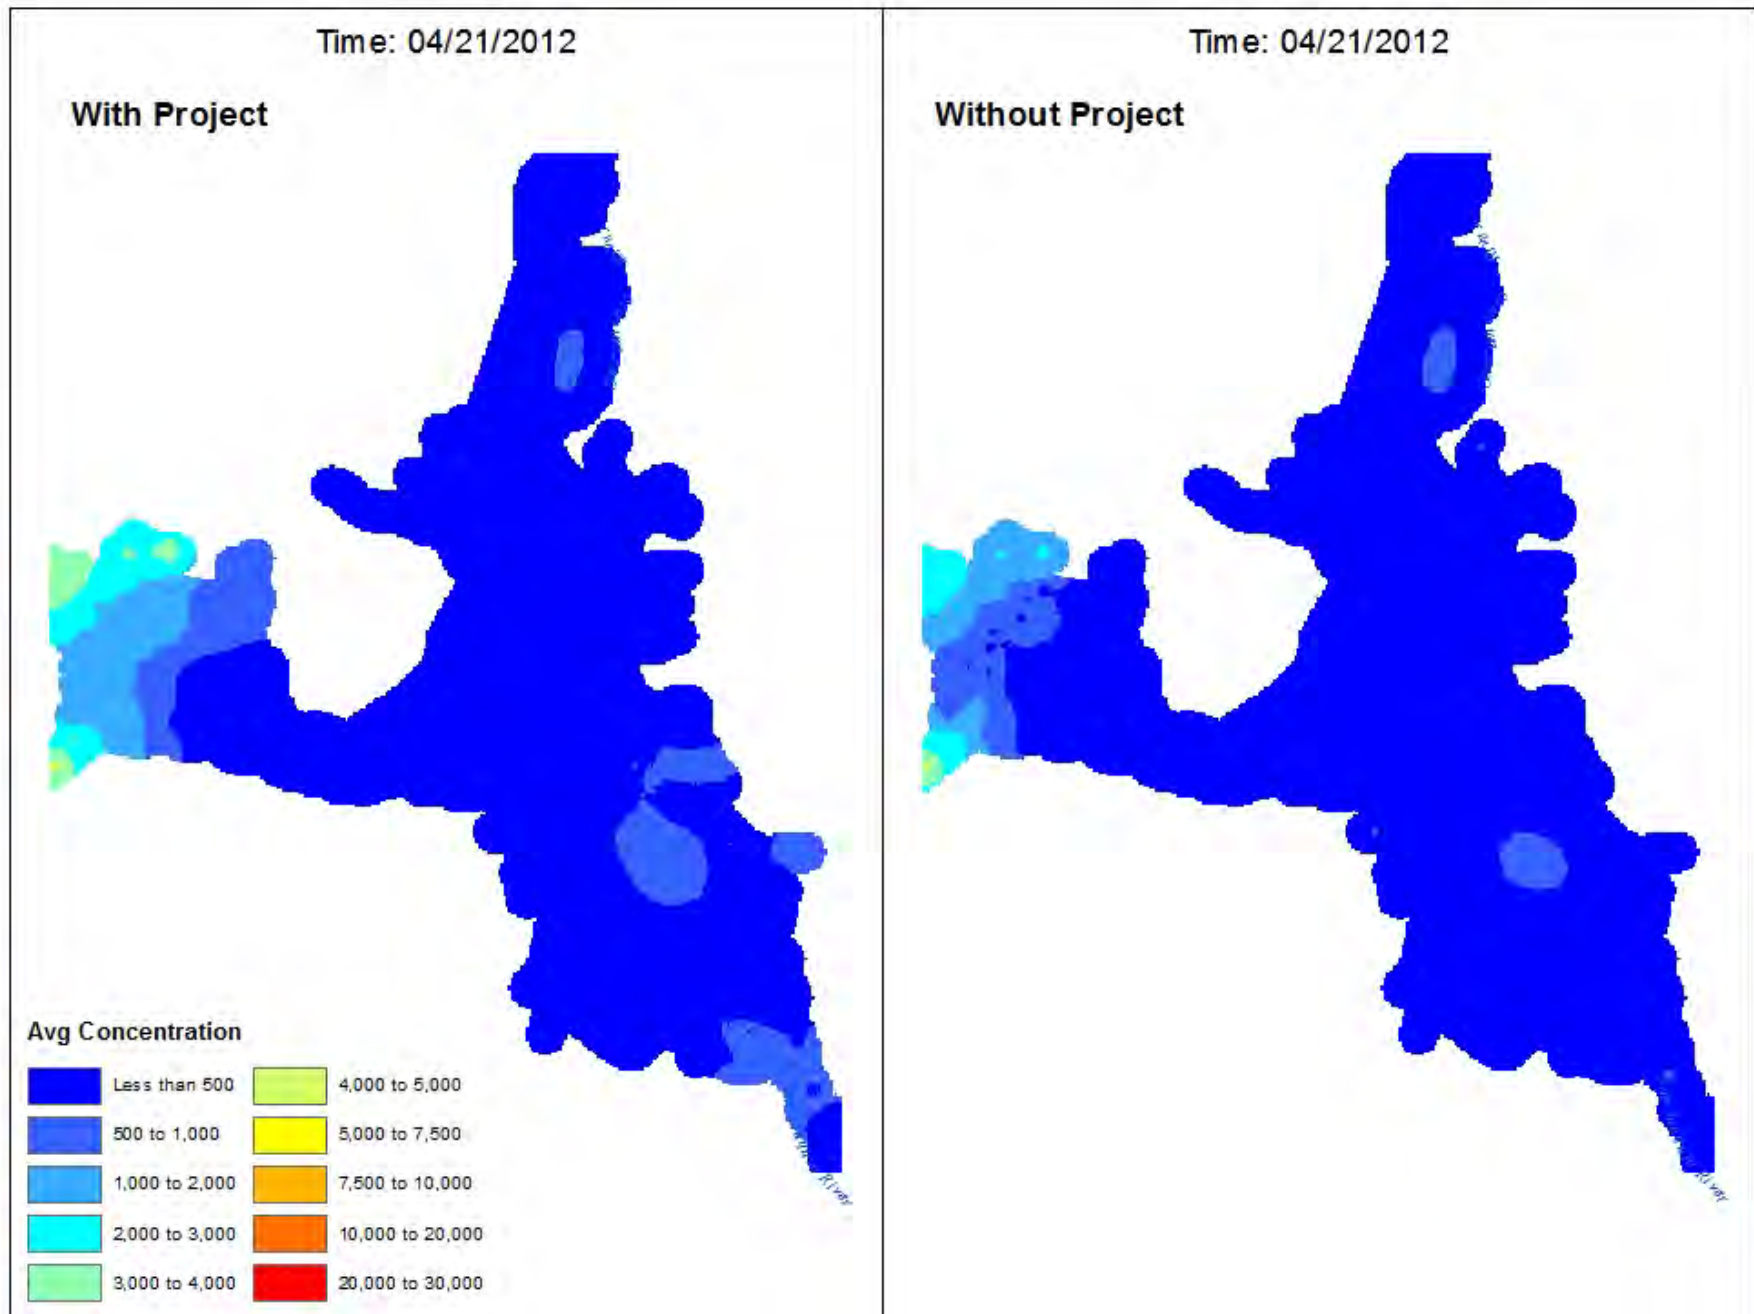 Time: 04/21/2012
With Project
Time: 04/21/2012
Without Project
Avg Concentration
Less than 500
500 to 1,000
1,000 to 2,000
2,000 to 3,000
3,000 to 4,000
4,000 to 5,000
5,000 to 7,500
7,500 to 10,000
10,000 to 20,000
20,000 to 30,000
River
River